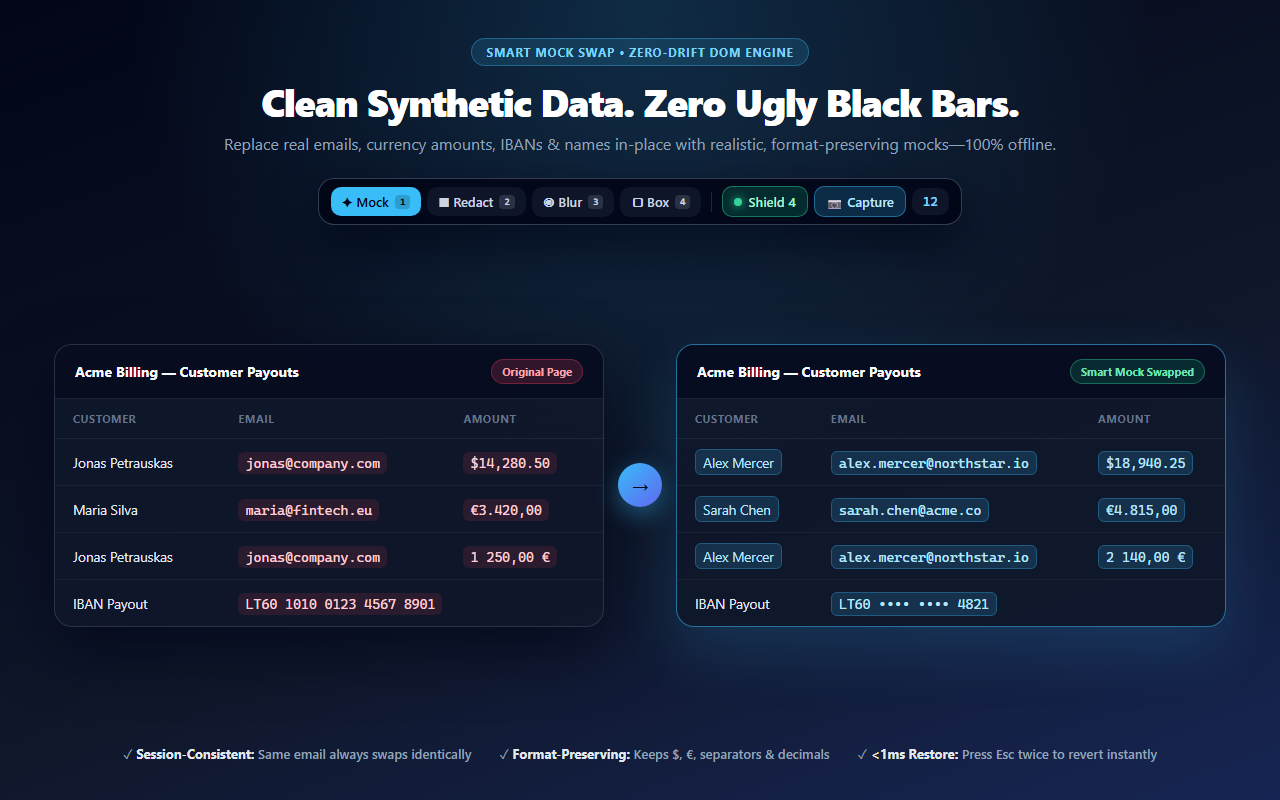 SMART MOCK SWAP • ZERO-DRIFT DOM ENGINE
Clean Synthetic Data. Zero Ugly Black Bars.
Replace real emails, currency amounts, IBANs & names in-place with realistic, format-preserving mocks—100% offline.
✦ Mock 1 Redact 2 Blur 3 Box 4 Shield 4 Capture 12
Acme Billing — Customer Payouts Original Page
CUSTOMER EMAIL AMOUNT
Jonas Petrauskas jonas@company.com $14,280.50
Maria Silva maria@fintech.eu €3.420,00
Jonas Petrauskas jonas@company.com 1 250,00 €
IBAN Payout LT60 1010 0123 4567 8901
→
Acme Billing — Customer Payouts Smart Mock Swapped
CUSTOMER EMAIL AMOUNT
Alex Mercer alex.mercer@northstar.io $18,940.25
Sarah Chen sarah.chen@acme.co €4.815,00
Alex Mercer alex.mercer@northstar.io 2 140,00 €
IBAN Payout LT60 •••• •••• 4821
✓ Session-Consistent: Same email always swaps identically ✓ Format-Preserving: Keeps $, €, separators & decimals ✓ <1ms Restore: Press Esc twice to revert instantly